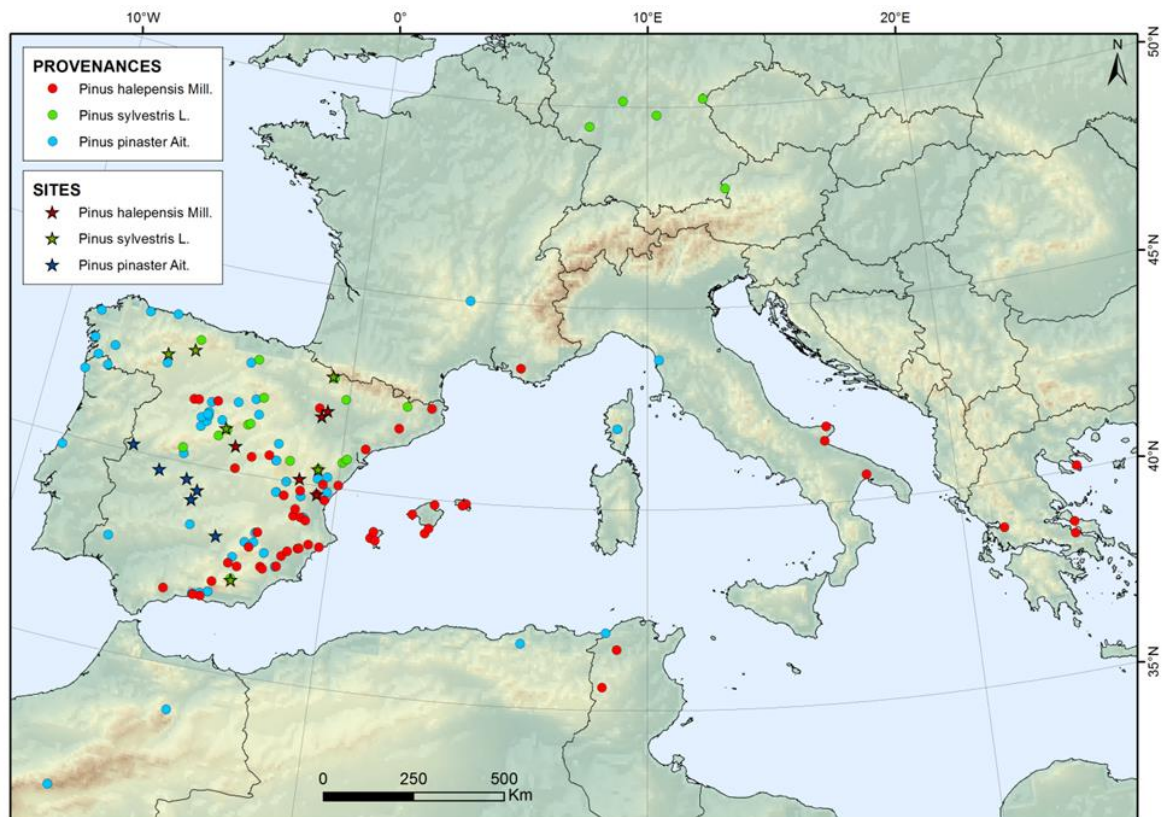 10°W 0° 10°E 20°E
50°N
N
PROVENANCES
Pinus halepensis Mill.
Pinus sylvestris L.
Pinus pinaster Ait.
SITES
Pinus halepensis Mill.
Pinus sylvestris L.
Pinus pinaster Ait.
45°N
40°N
35°N
0 250 500
Km